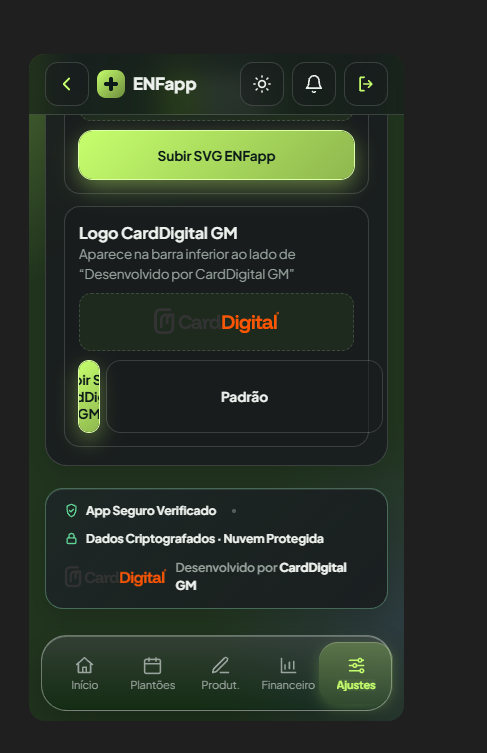 ENFapp
Subir SVG ENFapp
Logo CardDigital GM
Aparece na barra inferior ao lado de
“Desenvolvido por CardDigital GM”
CardDigital
GM
Padrão
App Seguro Verificado
Dados Criptografados · Nuvem Protegida
CardDigital
Desenvolvido por CardDigital
GM
Início
Plantões
Produt.
Financeiro
Ajustes